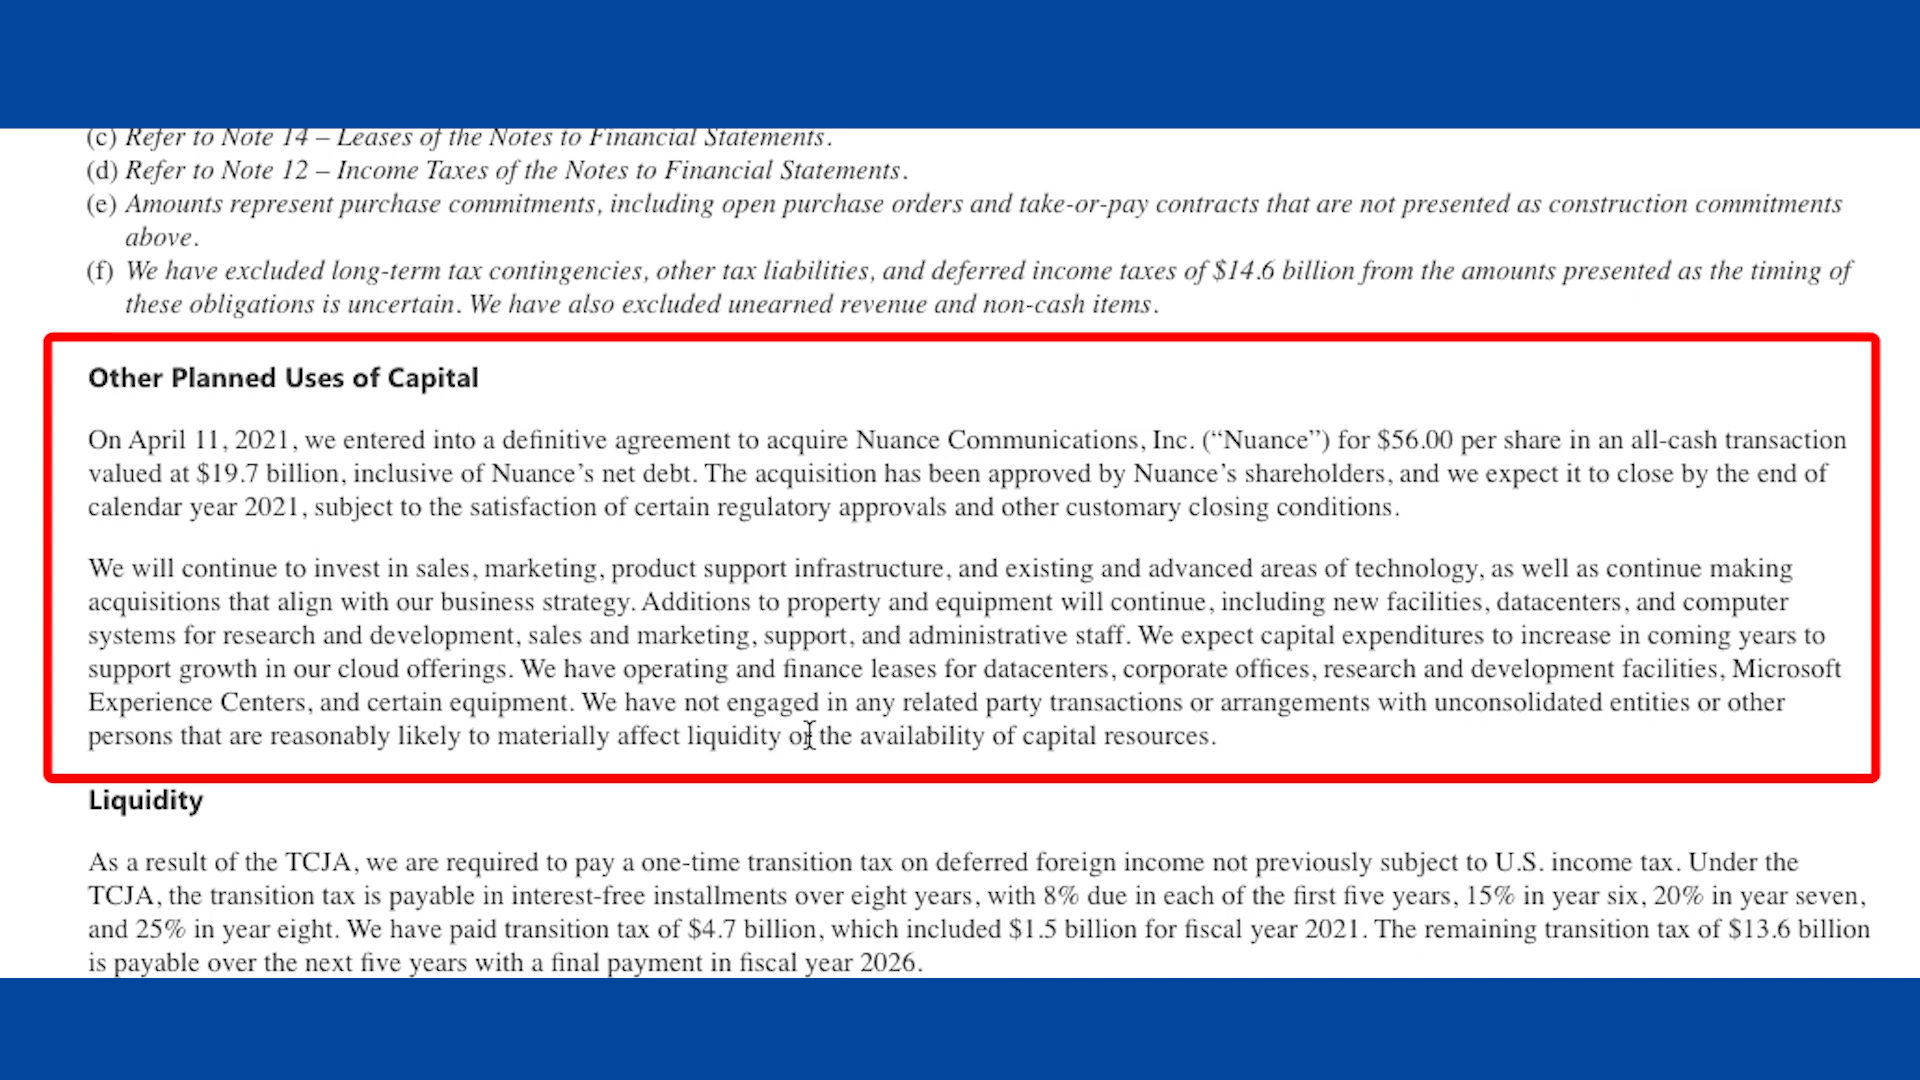 (c) Refer to Note 14 – Leases of the Notes to Financial Statements.
(d) Refer to Note 12 – Income Taxes of the Notes to Financial Statements.
(e) Amounts represent purchase commitments, including open purchase orders and take-or-pay contracts that are not presented as construction commitments
above.
(f) We have excluded long-term tax contingencies, other tax liabilities, and deferred income taxes of $14.6 billion from the amounts presented as the timing of
these obligations is uncertain. We have also excluded unearned revenue and non-cash items.
Other Planned Uses of Capital
On April 11, 2021, we entered into a definitive agreement to acquire Nuance Communications, Inc. (“Nuance”) for $56.00 per share in an all-cash transaction
valued at $19.7 billion, inclusive of Nuance’s net debt. The acquisition has been approved by Nuance’s shareholders, and we expect it to close by the end of
calendar year 2021, subject to the satisfaction of certain regulatory approvals and other customary closing conditions.
We will continue to invest in sales, marketing, product support infrastructure, and existing and advanced areas of technology, as well as continue making
acquisitions that align with our business strategy. Additions to property and equipment will continue, including new facilities, datacenters, and computer
systems for research and development, sales and marketing, support, and administrative staff. We expect capital expenditures to increase in coming years to
support growth in our cloud offerings. We have operating and finance leases for datacenters, corporate offices, research and development facilities, Microsoft
Experience Centers, and certain equipment. We have not engaged in any related party transactions or arrangements with unconsolidated entities or other
persons that are reasonably likely to materially affect liquidity or the availability of capital resources.
Liquidity
As a result of the TCJA, we are required to pay a one-time transition tax on deferred foreign income not previously subject to U.S. income tax. Under the
TCJA, the transition tax is payable in interest-free installments over eight years, with 8% due in each of the first five years, 15% in year six, 20% in year seven,
and 25% in year eight. We have paid transition tax of $4.7 billion, which included $1.5 billion for fiscal year 2021. The remaining transition tax of $13.6 billion
is payable over the next five years with a final payment in fiscal year 2026.